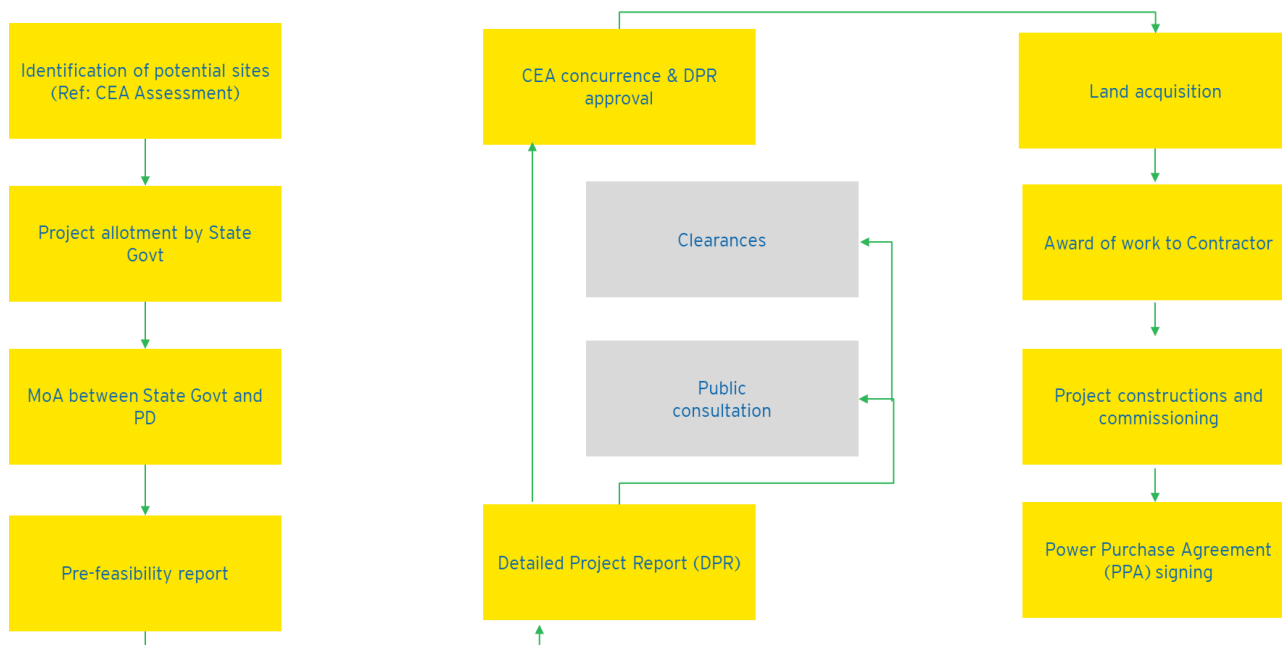 Identification of potential sites
(Ref: CEA Assessment)
Project allotment by State
Govt
MoA between State Govt and
PD
Pre-feasibility report
CEA concurrence & DPR
approval
Clearances
Public
consultation
Detailed Project Report (DPR)
Land acquisition
Award of work to Contractor
Project constructions and
commissioning
Power Purchase Agreement
(PPA) signing